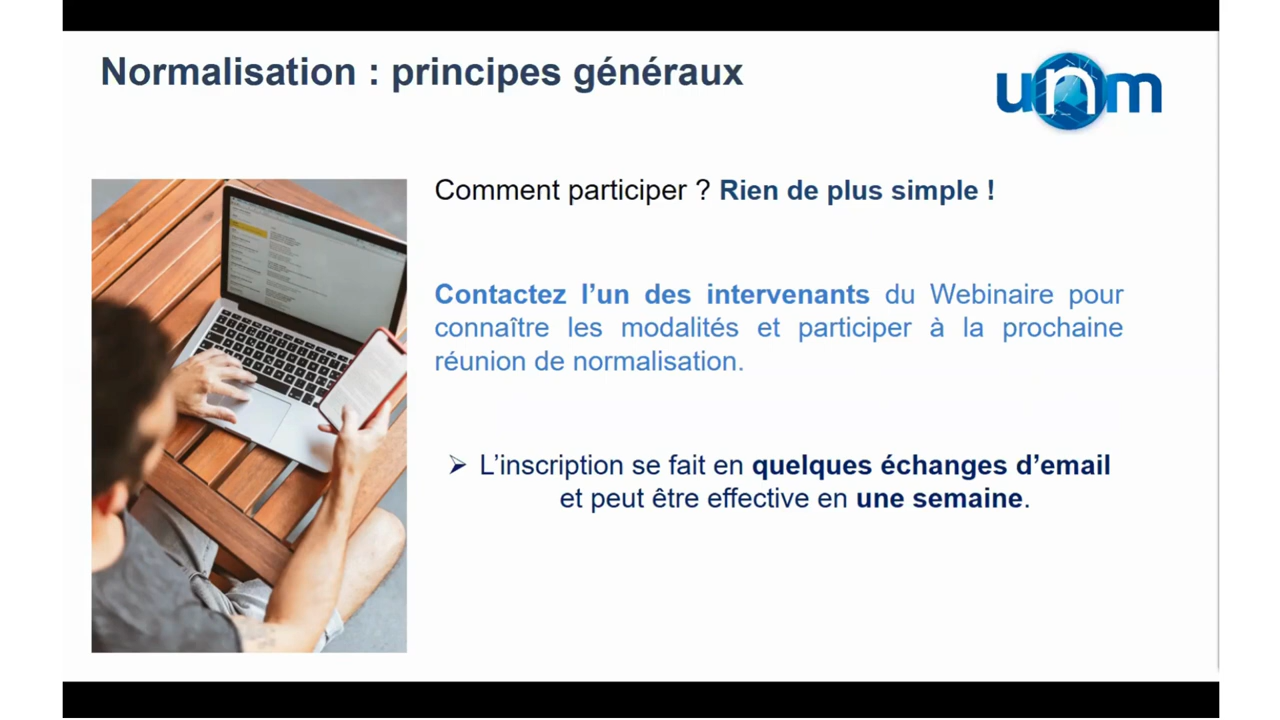 Normalisation : principes généraux
unm
Comment participer ? Rien de plus simple !
Contactez l’un des intervenants du Webinaire pour
connaître les modalités et participer à la prochaine
réunion de normalisation.
➢ L’inscription se fait en quelques échanges d’email
et peut être effective en une semaine.